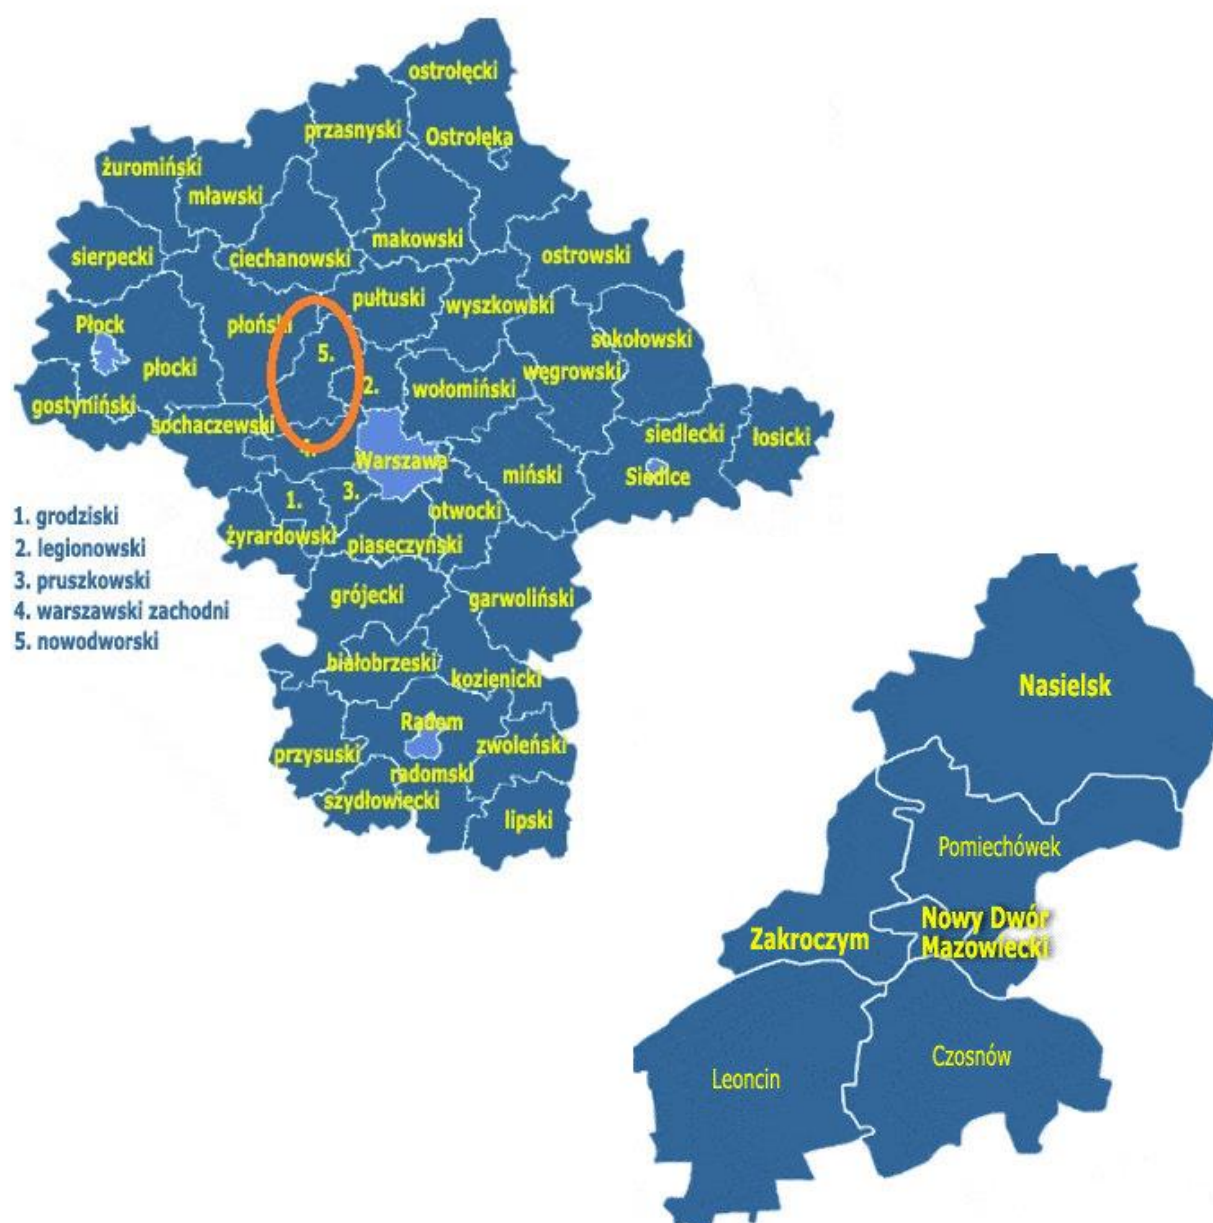 ostrołęcki
przasnyski
Ostrołęka
żuromiński
mławski
makowski
ostrowski
sierpecki
ciechanowski
pułtuski
wyszkowski
Płock
płoński
sokołowski
5.
płocki
2.
wołomiński
węgrowski
gostyniński
sochaczewski
siedlecki
łosicki
4.
Warszawa
miński
Siedlce
1.
3.
otwocki
żyrardowski
piaseczyński
1. grodziski
2. legionowski
3. pruszkowski
4. warszawski zachodni
5. nowodworski
grójecki
garwoliński
białobrzeski
kozienicki
Radom
zwoleński
przysuski
radomski
szydłowiecki
lipski
Nasielsk
Pomiechówek
Nowy Dwór
Mazowiecki
Zakroczym
Czosnów
Leoncin